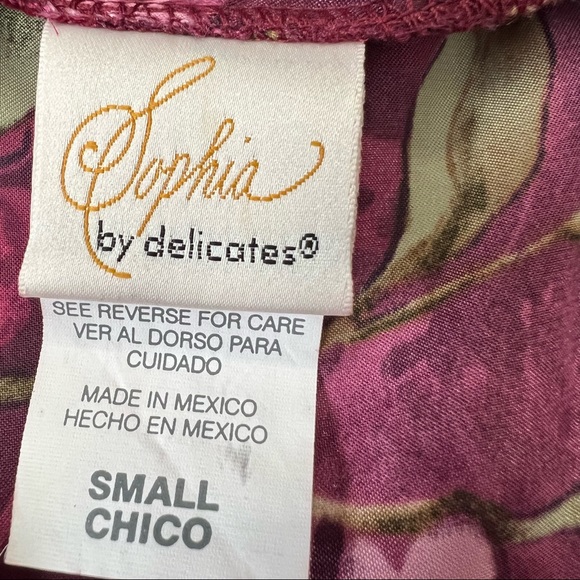 Sophia
by delicates®
SEE REVERSE FOR CARE
VER AL DORSO PARA
CUIDADO
MADE IN MEXICO
HECHO EN MEXICO
SMALL
CHICO